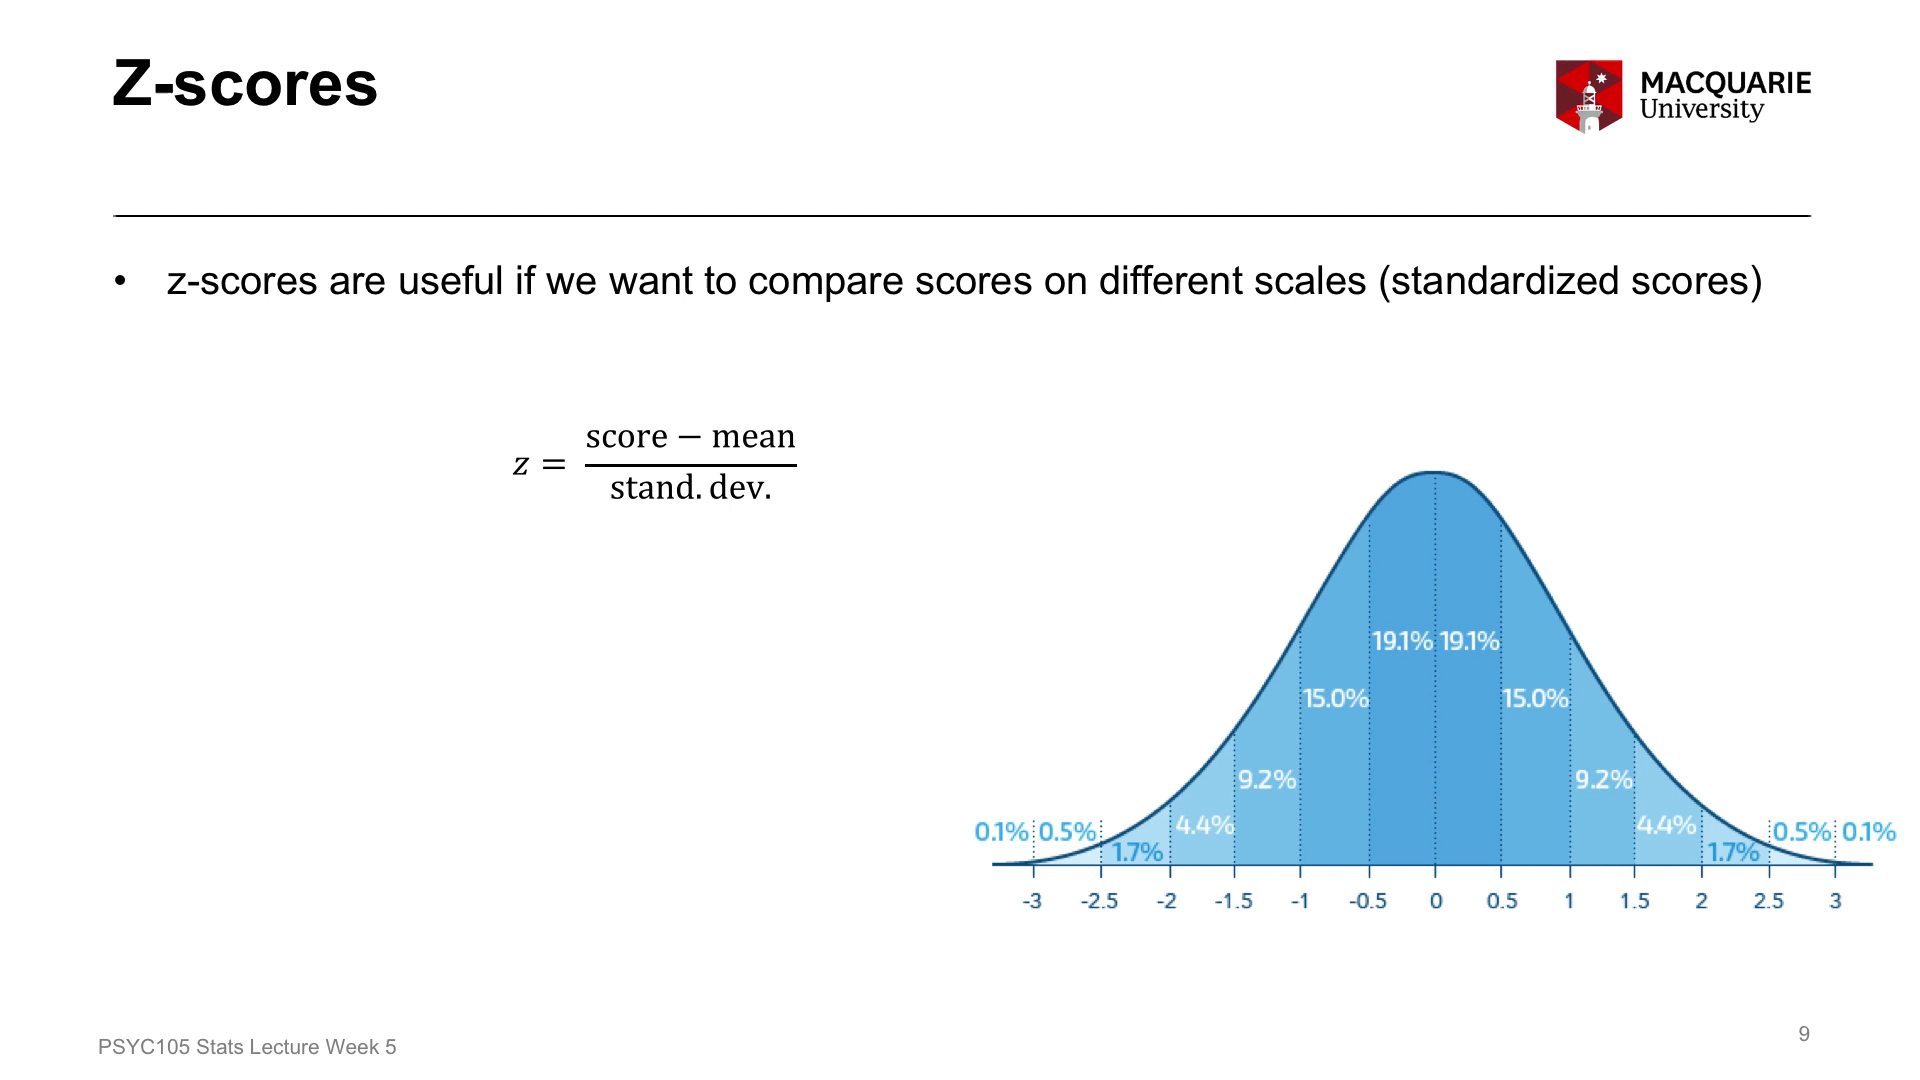 Z-scores
MACQUARIE
University
• z-scores are useful if we want to compare scores on different scales (standardized scores)
z = score − mean
stand. dev.
19.1% 19.1%
15.0% 15.0%
9.2% 9.2%
4.4% 4.4%
0.1% 0.5% 0.5% 0.1%
1.7% 1.7%
-3 -2.5 -2 -1.5 -1 -0.5 0 0.5 1 1.5 2 2.5 3
PSYC105 Stats Lecture Week 5
9